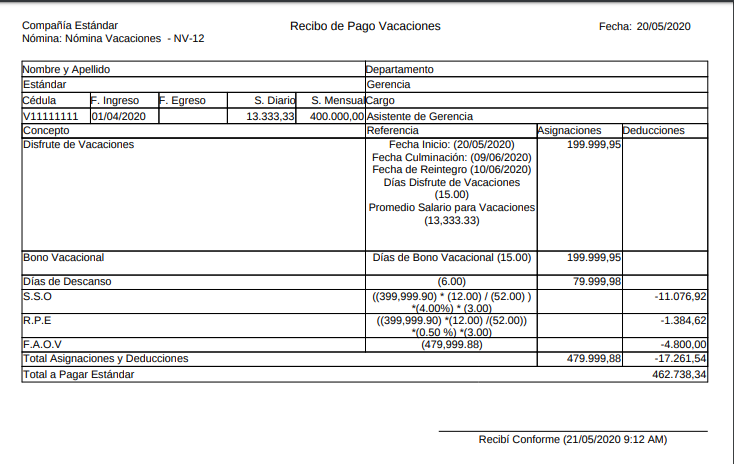 Compañía Estándar
Recibo de Pago Vacaciones
Fecha: 20/05/2020
Nómina: Nómina Vacaciones - NV-12
Nombre y Apellido Departamento
Estándar Gerencia
Cédula F. Ingreso F. Egreso S. Diario S. Mensual Cargo
V11111111 01/04/2020 13.333,33 400.000,00 Asistente de Gerencia
Concepto Referencia Asignaciones Deducciones
Disfrute de Vacaciones Fecha Inicio: (20/05/2020) 199.999,95
Fecha Culminación: (09/06/2020)
Fecha de Reintegro (10/06/2020)
Días Disfrute de Vacaciones
(15.00)
Promedio Salario para Vacaciones
(13,333.33)
Bono Vacacional Días de Bono Vacacional (15.00) 199.999,95
Días de Descanso (6.00) 79.999,98
S.S.O ((399,999.90) * (12.00) / (52.00) ) -11.076,92
*(4.00%) * (3.00)
R.P.E ((399,999.90) *(12.00) /(52.00)) -1.384,62
*(0.50 %) *(3.00)
F.A.O.V (479,999.88) -4.800,00
Total Asignaciones y Deducciones 479.999,88 -17.261,54
Total a Pagar Estándar 462.738,34
Recibí Conforme (21/05/2020 9:12 AM)